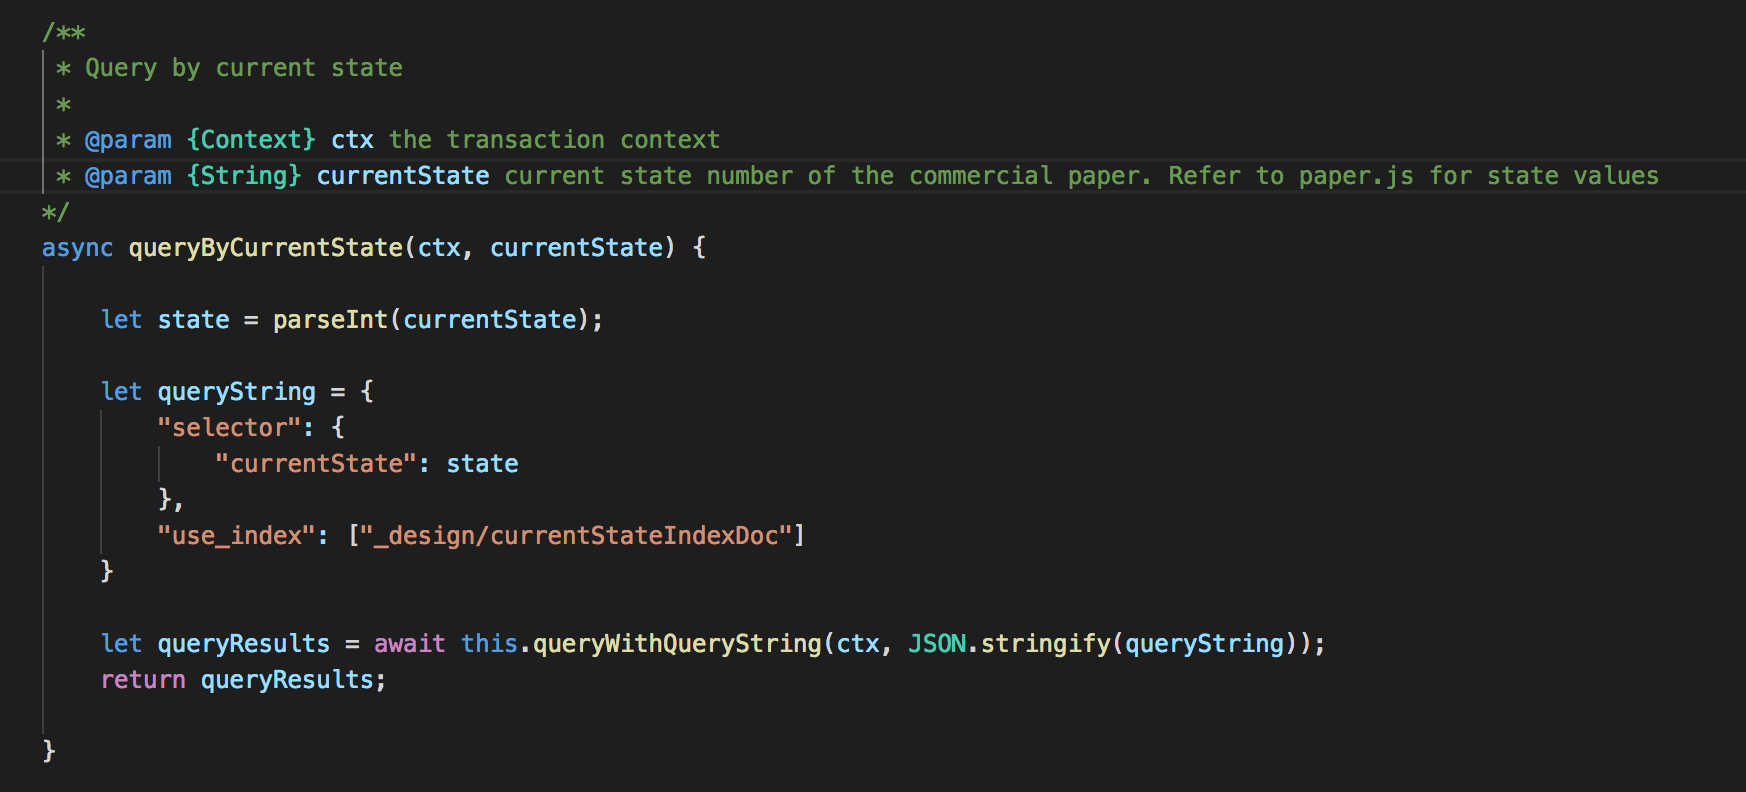 /**
 * Query by current state
 *
 * @param {Context} ctx the transaction context
 * @param {String} currentState current state number of the commercial paper. Refer to paper.js for state values
*/
async queryByCurrentState(ctx, currentState) {
    let state = parseInt(currentState);
    let queryString = {
        "selector": {
            "currentState": state
        },
        "use_index": ["_design/currentStateIndexDoc"]
    }
    let queryResults = await this.queryWithQueryString(ctx, JSON.stringify(queryString));
    return queryResults;
}